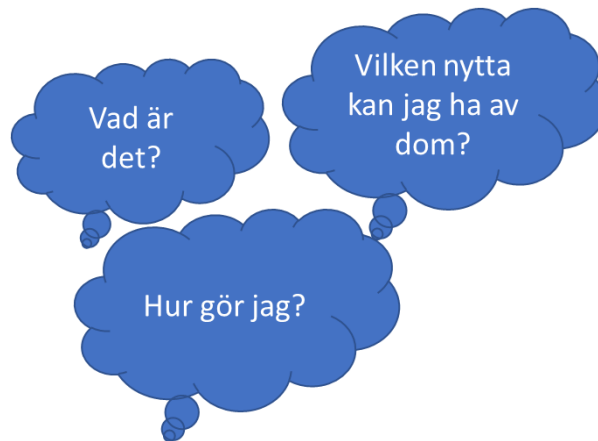 Vad är
det?
Vilken nytta
kan jag ha av
dom?
Hur gör jag?